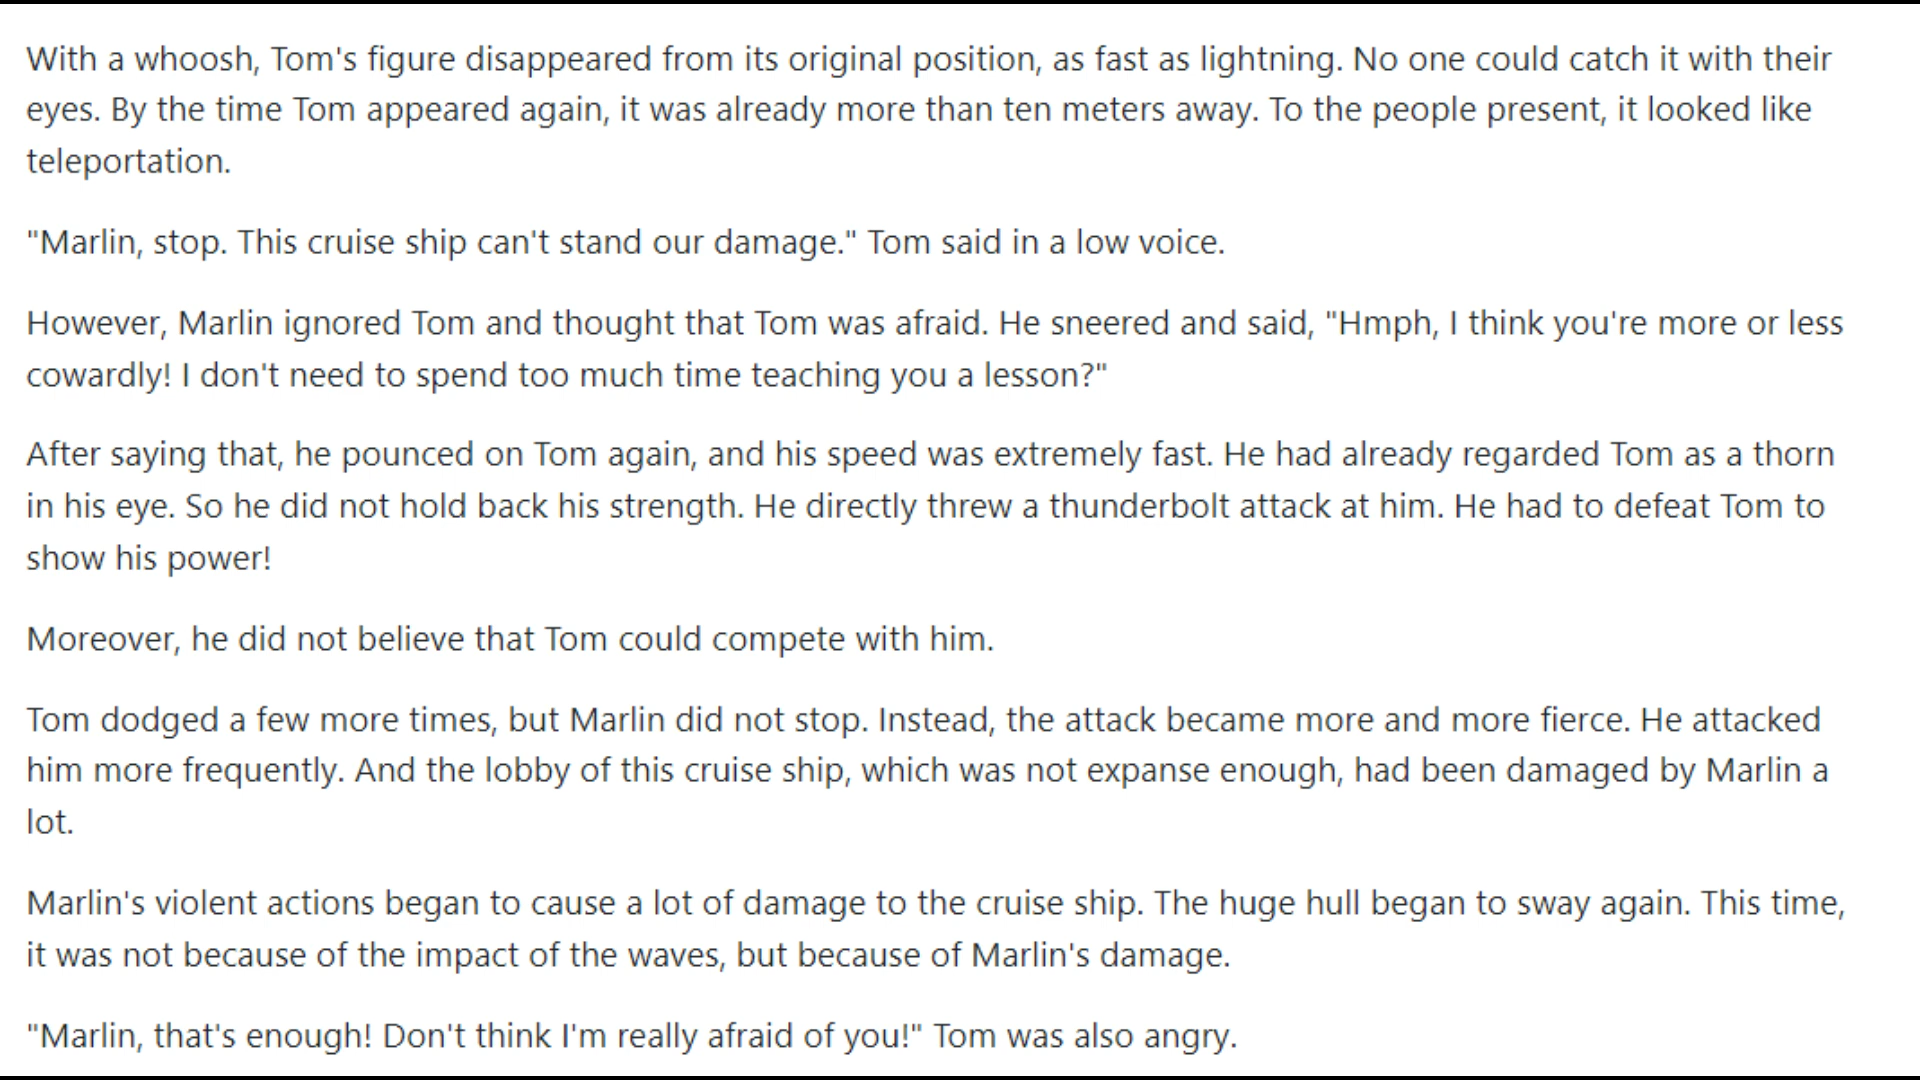 With a whoosh, Tom's figure disappeared from its original position, as fast as lightning. No one could catch it with their
eyes. By the time Tom appeared again, it was already more than ten meters away. To the people present, it looked like
teleportation.
"Marlin, stop. This cruise ship can't stand our damage." Tom said in a low voice.
However, Marlin ignored Tom and thought that Tom was afraid. He sneered and said, "Hmph, I think you're more or less
cowardly! I don't need to spend too much time teaching you a lesson?"
After saying that, he pounced on Tom again, and his speed was extremely fast. He had already regarded Tom as a thorn
in his eye. So he did not hold back his strength. He directly threw a thunderbolt attack at him. He had to defeat Tom to
show his power!
Moreover, he did not believe that Tom could compete with him.
Tom dodged a few more times, but Marlin did not stop. Instead, the attack became more and more fierce. He attacked
him more frequently. And the lobby of this cruise ship, which was not expanse enough, had been damaged by Marlin a
lot.
Marlin's violent actions began to cause a lot of damage to the cruise ship. The huge hull began to sway again. This time,
it was not because of the impact of the waves, but because of Marlin's damage.
"Marlin, that's enough! Don't think I'm really afraid of you!" Tom was also angry.